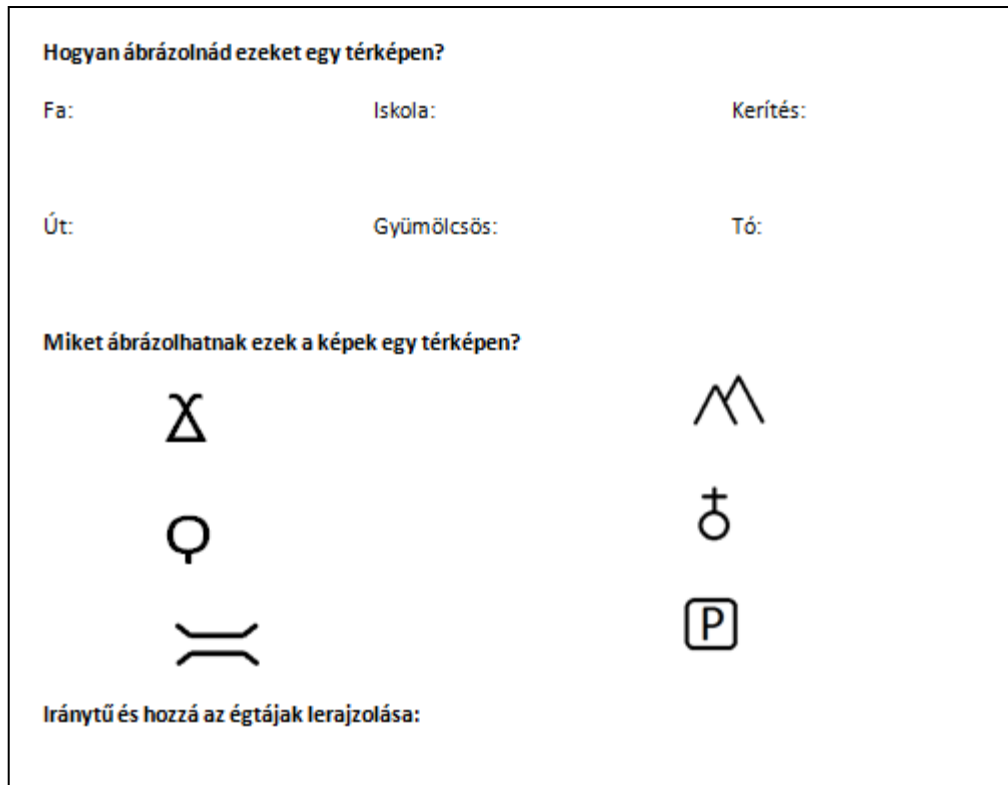 Hogyan ábrázolnád ezeket egy térképen?
Fa: Iskola: Kerítés:
Út: Gyümölcsös: Tó:
Miket ábrázolhatnak ezek a képek egy térképen?
P
Iránytű és hozzá az égtájak lerajzolása: